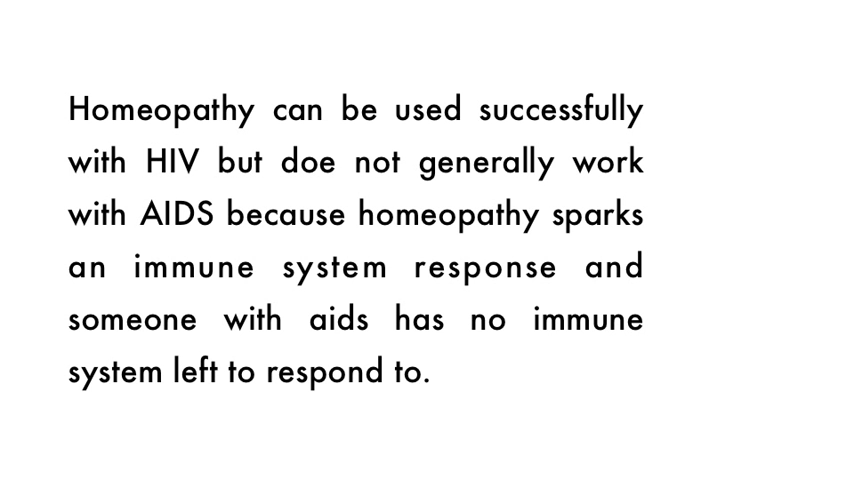 Homeopathy can be used successfully
with HIV but doe not generally work
with AIDS because homeopathy sparks
an immune system response and
someone with aids has no immune
system left to respond to.